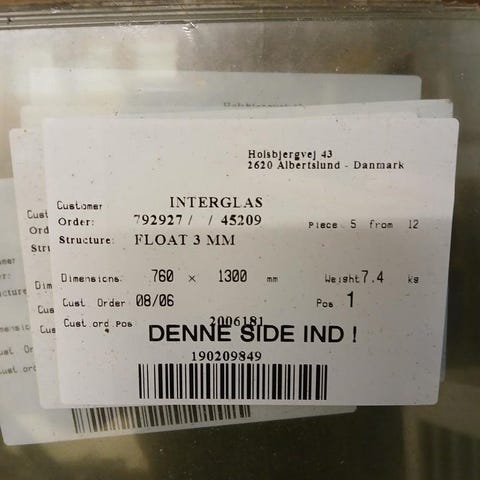 Holsbjergvej 43
2620 Albertslund - Danmark
Customer INTERGLAS
Order: 792927 / / 45209 Piece 5 from 12
Structure: FLOAT 3 MM
Dimensions: 760 x 1300 mm Weight 7.4 kg
Cust. Order 08/06 Pos 1
Cust.ord.pos 2006181
DENNE SIDE IND !
190209849